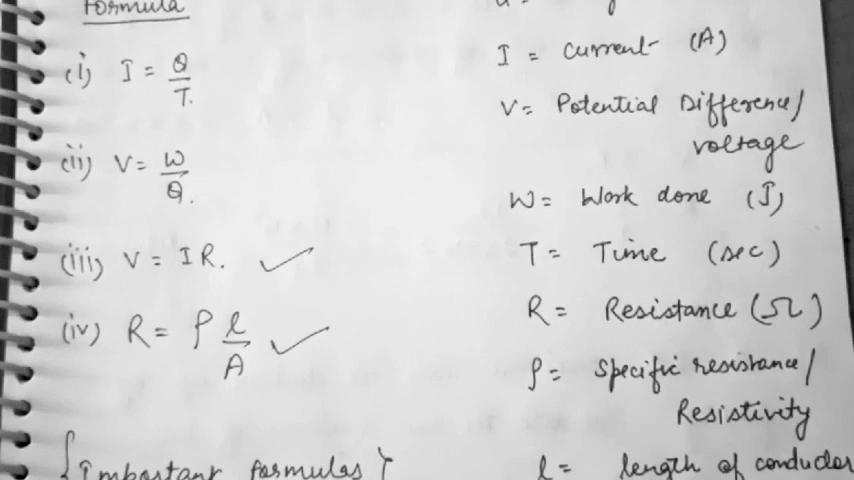 Formula
(i) I = Q/T.
(ii) V = W/Q.
(iii) V = IR. ✓
(iv) R = ρ l/A ✓
{Important formulas}
I = Current (A)
V = Potential Difference/
voltage
W = Work done (J)
T = Time (sec)
R = Resistance (Ω)
ρ = Specific resistance/
Resistivity
l = length of conductor